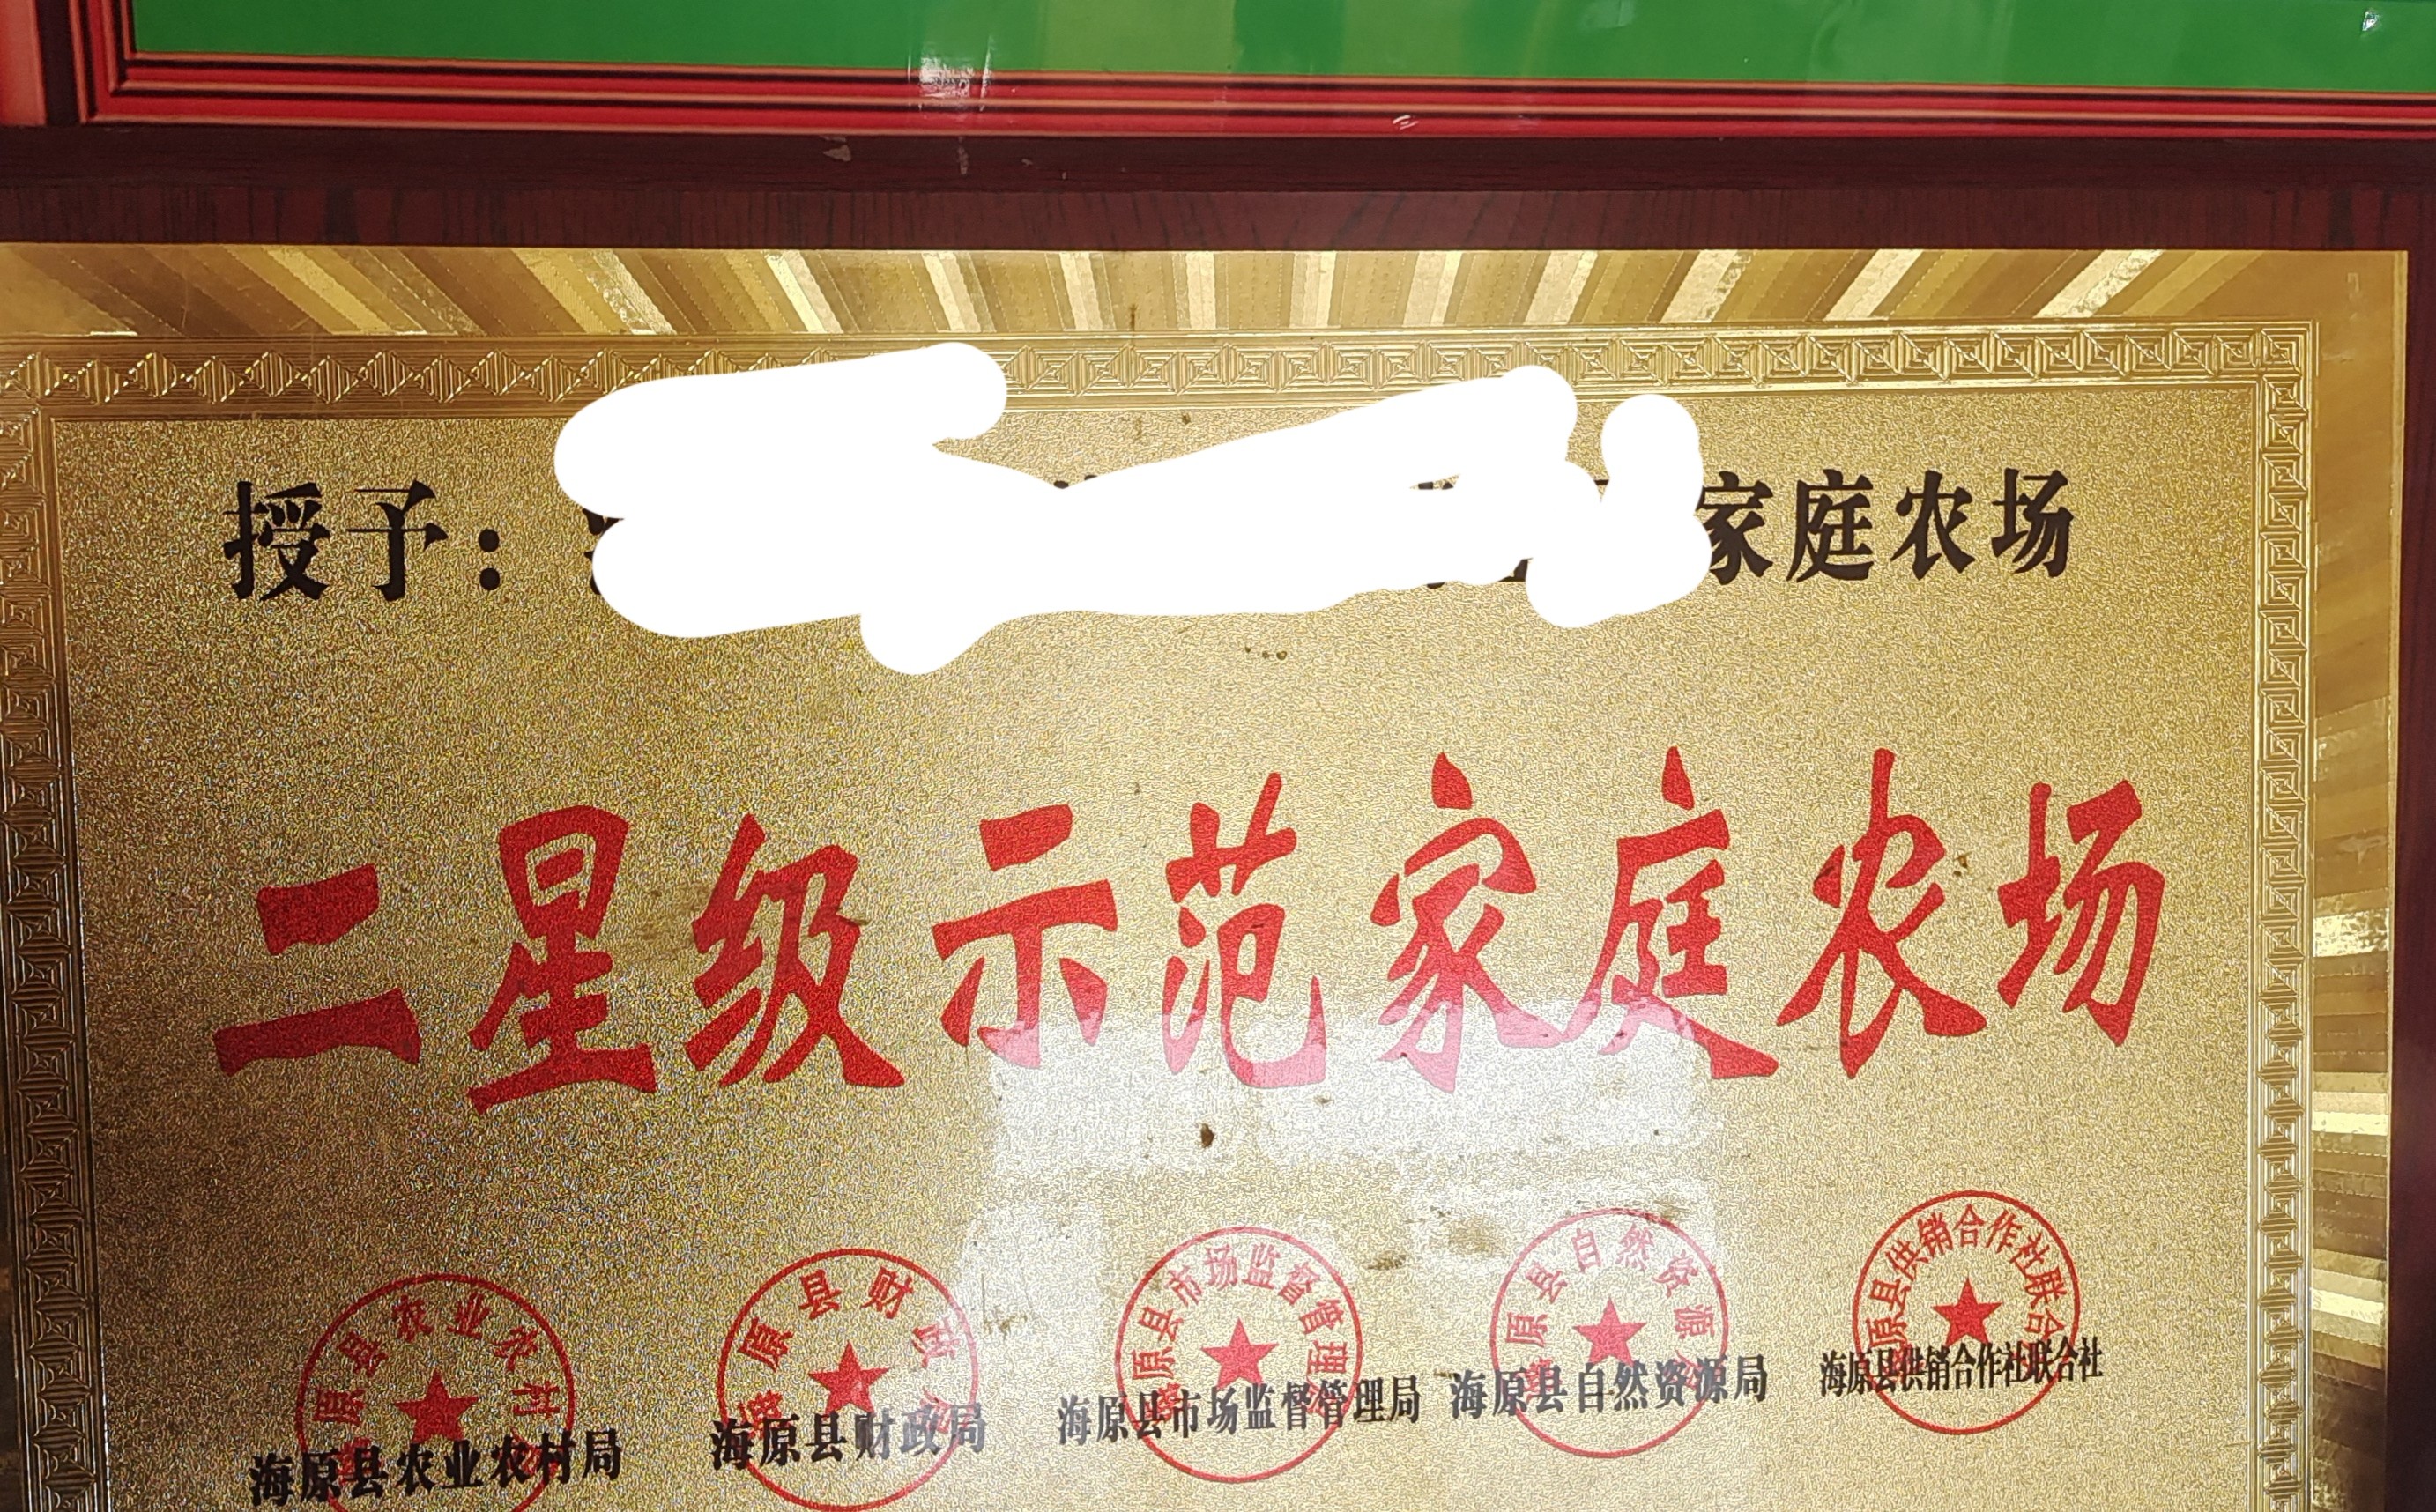 授予： 家庭农场
二星级示范家庭农场
海原县农业农村局 海原县财政局 海原县市场监督管理局 海原县自然资源局 海原县供销合作社联合社